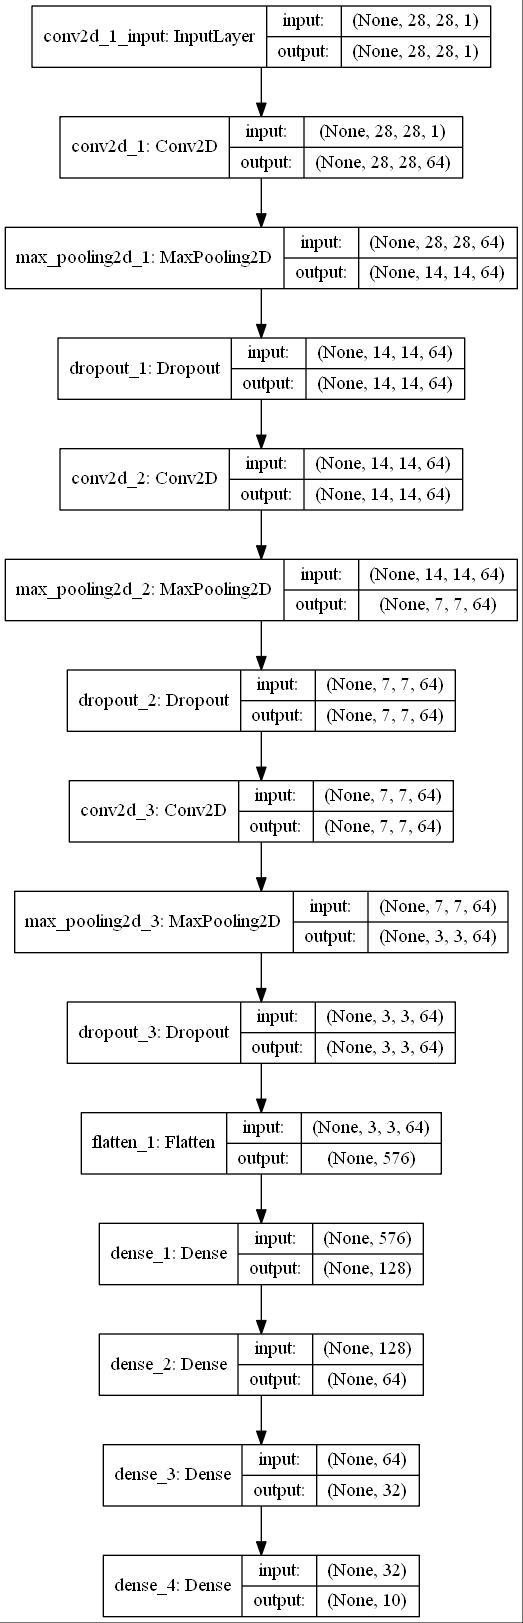 conv2d_1_input: InputLayer
input: (None, 28, 28, 1)
output: (None, 28, 28, 1)
conv2d_1: Conv2D
input: (None, 28, 28, 1)
output: (None, 28, 28, 64)
max_pooling2d_1: MaxPooling2D
input: (None, 28, 28, 64)
output: (None, 14, 14, 64)
dropout_1: Dropout
input: (None, 14, 14, 64)
output: (None, 14, 14, 64)
conv2d_2: Conv2D
input: (None, 14, 14, 64)
output: (None, 14, 14, 64)
max_pooling2d_2: MaxPooling2D
input: (None, 14, 14, 64)
output: (None, 7, 7, 64)
dropout_2: Dropout
input: (None, 7, 7, 64)
output: (None, 7, 7, 64)
conv2d_3: Conv2D
input: (None, 7, 7, 64)
output: (None, 7, 7, 64)
max_pooling2d_3: MaxPooling2D
input: (None, 7, 7, 64)
output: (None, 3, 3, 64)
dropout_3: Dropout
input: (None, 3, 3, 64)
output: (None, 3, 3, 64)
flatten_1: Flatten
input: (None, 3, 3, 64)
output: (None, 576)
dense_1: Dense
input: (None, 576)
output: (None, 128)
dense_2: Dense
input: (None, 128)
output: (None, 64)
dense_3: Dense
input: (None, 64)
output: (None, 32)
dense_4: Dense
input: (None, 32)
output: (None, 10)